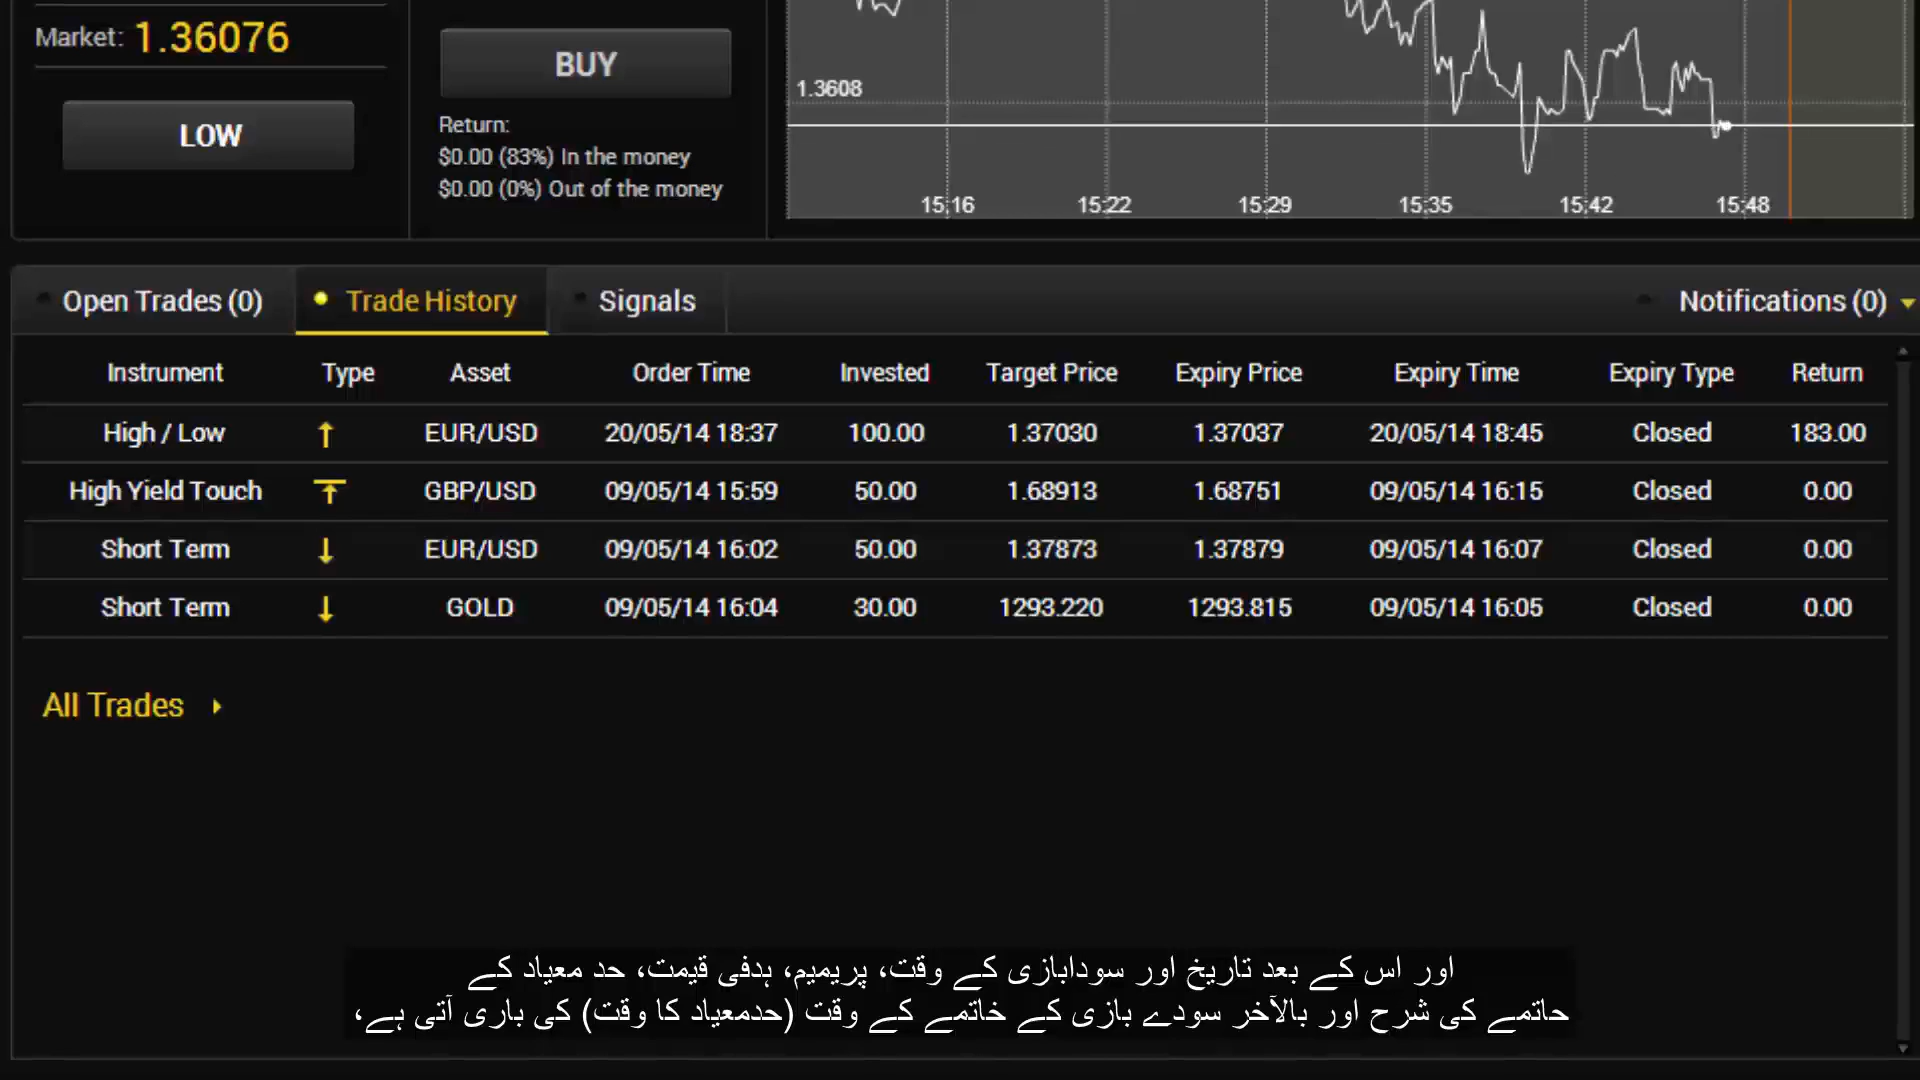 Market: 1.36076
LOW
BUY
Return:
$0.00 (83%) In the money
$0.00 (0%) Out of the money
1.3608
15:16 15:22 15:29 15:35 15:42 15:48
Open Trades (0) Trade History Signals Notifications (0)
Instrument Type Asset Order Time Invested Target Price Expiry Price Expiry Time Expiry Type Return
High / Low EUR/USD 20/05/14 18:37 100.00 1.37030 1.37037 20/05/14 18:45 Closed 183.00
High Yield Touch GBP/USD 09/05/14 15:59 50.00 1.68913 1.68751 09/05/14 16:15 Closed 0.00
Short Term EUR/USD 09/05/14 16:02 50.00 1.37873 1.37879 09/05/14 16:07 Closed 0.00
Short Term GOLD 09/05/14 16:04 30.00 1293.220 1293.815 09/05/14 16:05 Closed 0.00
All Trades
اور اس کے بعد تاریخ اور سودابازی کے وقت، پریمیم، ہدفی قیمت، حد معیاد کے
حاتمے کی شرح اور بالآخر سودے بازی کے خاتمے کے وقت (حدمعیاد کا وقت) کی باری آتی ہے،